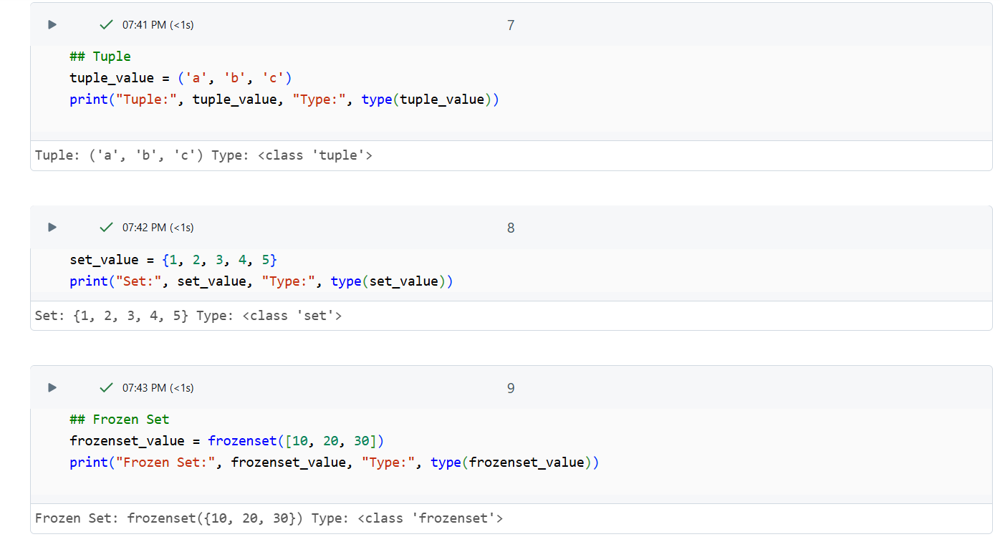 07:41 PM (<1s) 7
## Tuple
tuple_value = ('a', 'b', 'c')
print("Tuple:", tuple_value, "Type:", type(tuple_value))
Tuple: ('a', 'b', 'c') Type: <class 'tuple'>
07:42 PM (<1s) 8
set_value = {1, 2, 3, 4, 5}
print("Set:", set_value, "Type:", type(set_value))
Set: {1, 2, 3, 4, 5} Type: <class 'set'>
07:43 PM (<1s) 9
## Frozen Set
frozenset_value = frozenset([10, 20, 30])
print("Frozen Set:", frozenset_value, "Type:", type(frozenset_value))
Frozen Set: frozenset({10, 20, 30}) Type: <class 'frozenset'>